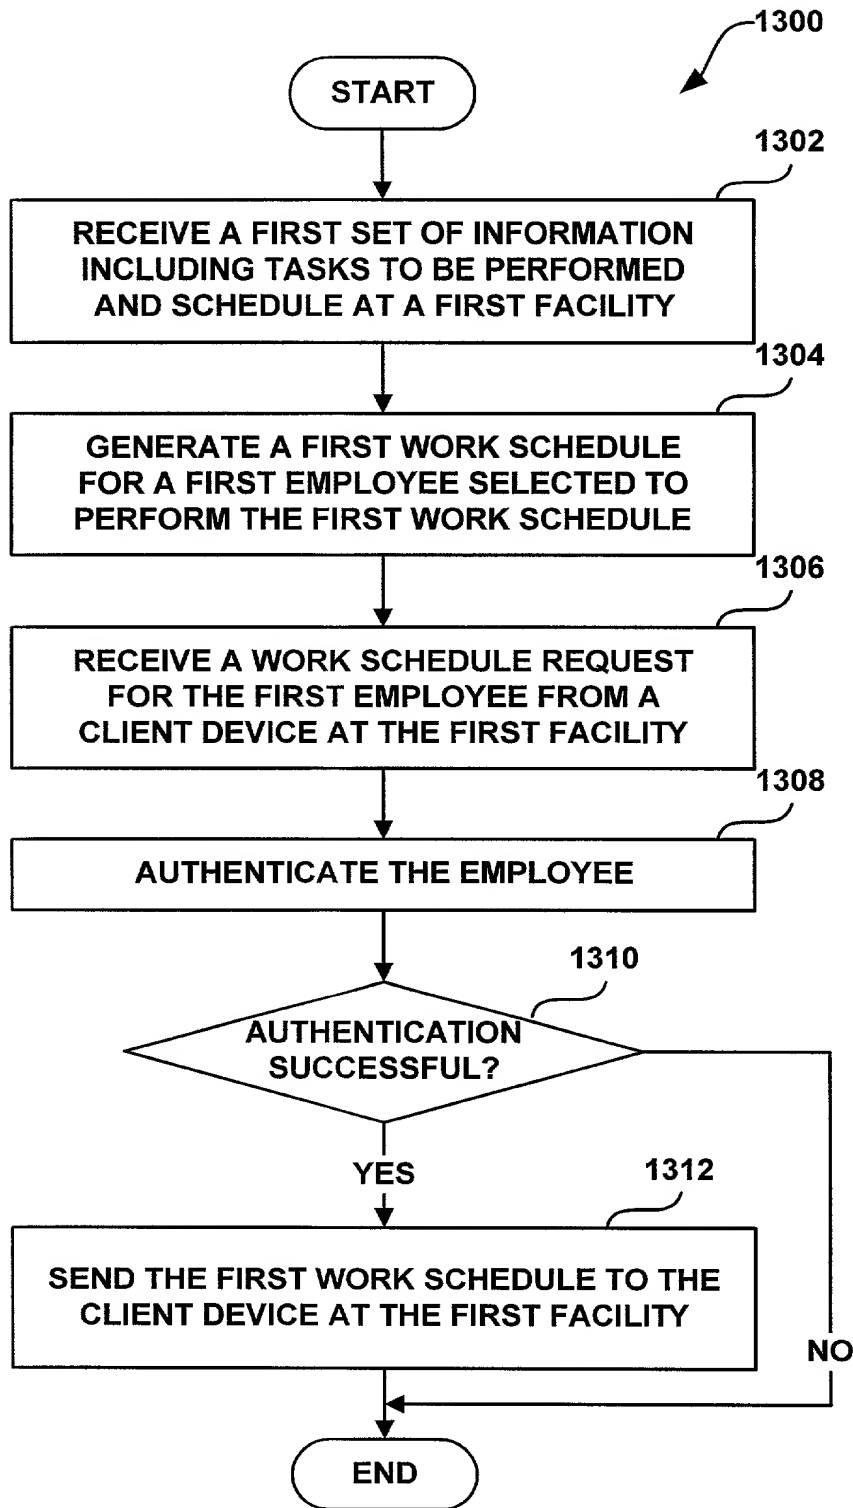 1300
START
1302
RECEIVE A FIRST SET OF INFORMATION
INCLUDING TASKS TO BE PERFORMED
AND SCHEDULE AT A FIRST FACILITY
1304
GENERATE A FIRST WORK SCHEDULE
FOR A FIRST EMPLOYEE SELECTED TO
PERFORM THE FIRST WORK SCHEDULE
1306
RECEIVE A WORK SCHEDULE REQUEST
FOR THE FIRST EMPLOYEE FROM A
CLIENT DEVICE AT THE FIRST FACILITY
1308
AUTHENTICATE THE EMPLOYEE
1310
AUTHENTICATION
SUCCESSFUL?
YES
1312
SEND THE FIRST WORK SCHEDULE TO THE
CLIENT DEVICE AT THE FIRST FACILITY
NO
END